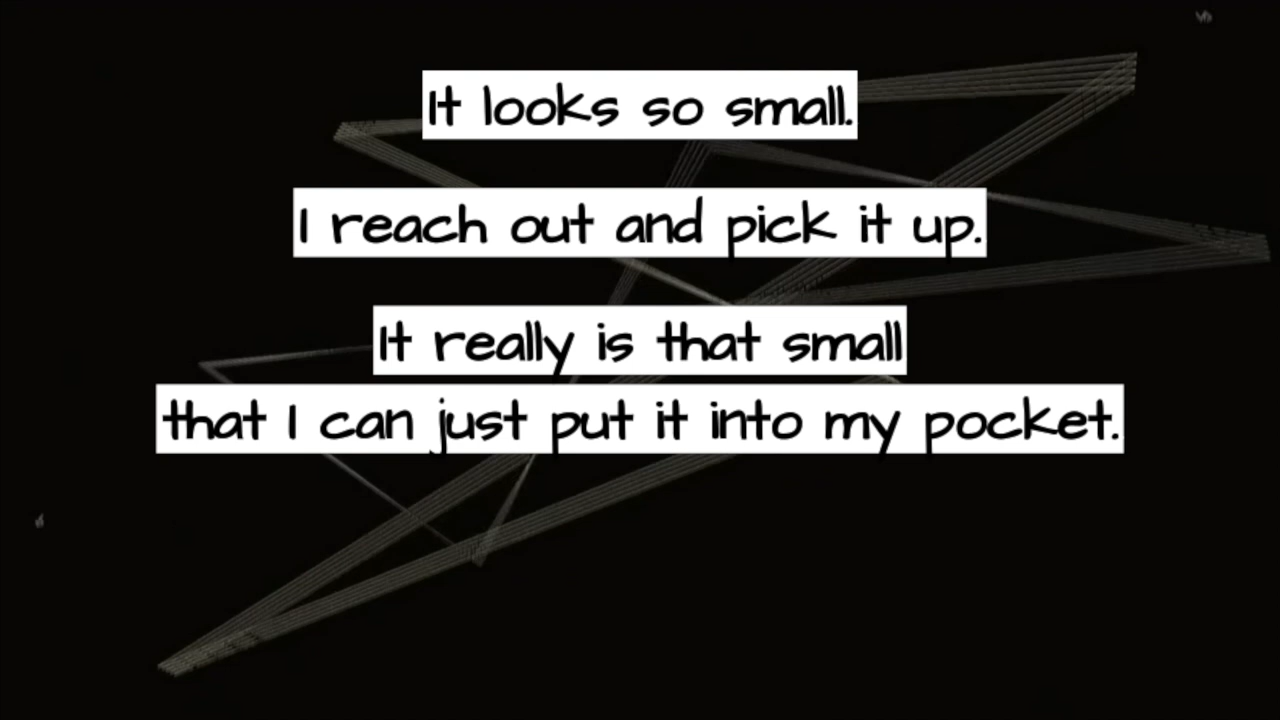 It looks so small.
I reach out and pick it up.
It really is that small
that I can just put it into my pocket.